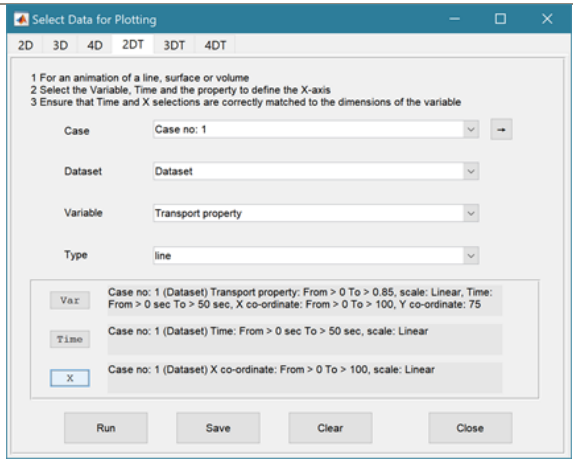 Select Data for Plotting
2D 3D 4D 2DT 3DT 4DT
1 For an animation of a line, surface or volume
2 Select the Variable, Time and the property to define the X-axis
3 Ensure that Time and X selections are correctly matched to the dimensions of the variable
Case Case no: 1 →
Dataset Dataset
Variable Transport property
Type line
Var Case no: 1 (Dataset) Transport property: From > 0 To > 0.85, scale: Linear, Time:
From > 0 sec To > 50 sec, X co-ordinate: From > 0 To > 100, Y co-ordinate: 75
Time Case no: 1 (Dataset) Time: From > 0 sec To > 50 sec, scale: Linear
X Case no: 1 (Dataset) X co-ordinate: From > 0 To > 100, scale: Linear
Run Save Clear Close